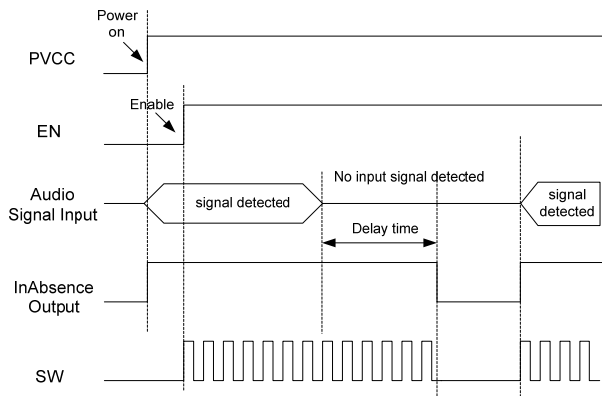 Power
on
PVCC
Enable
EN
Audio
Signal Input
signal detected
No input signal detected
signal
detected
Delay time
InAbsence
Output
SW